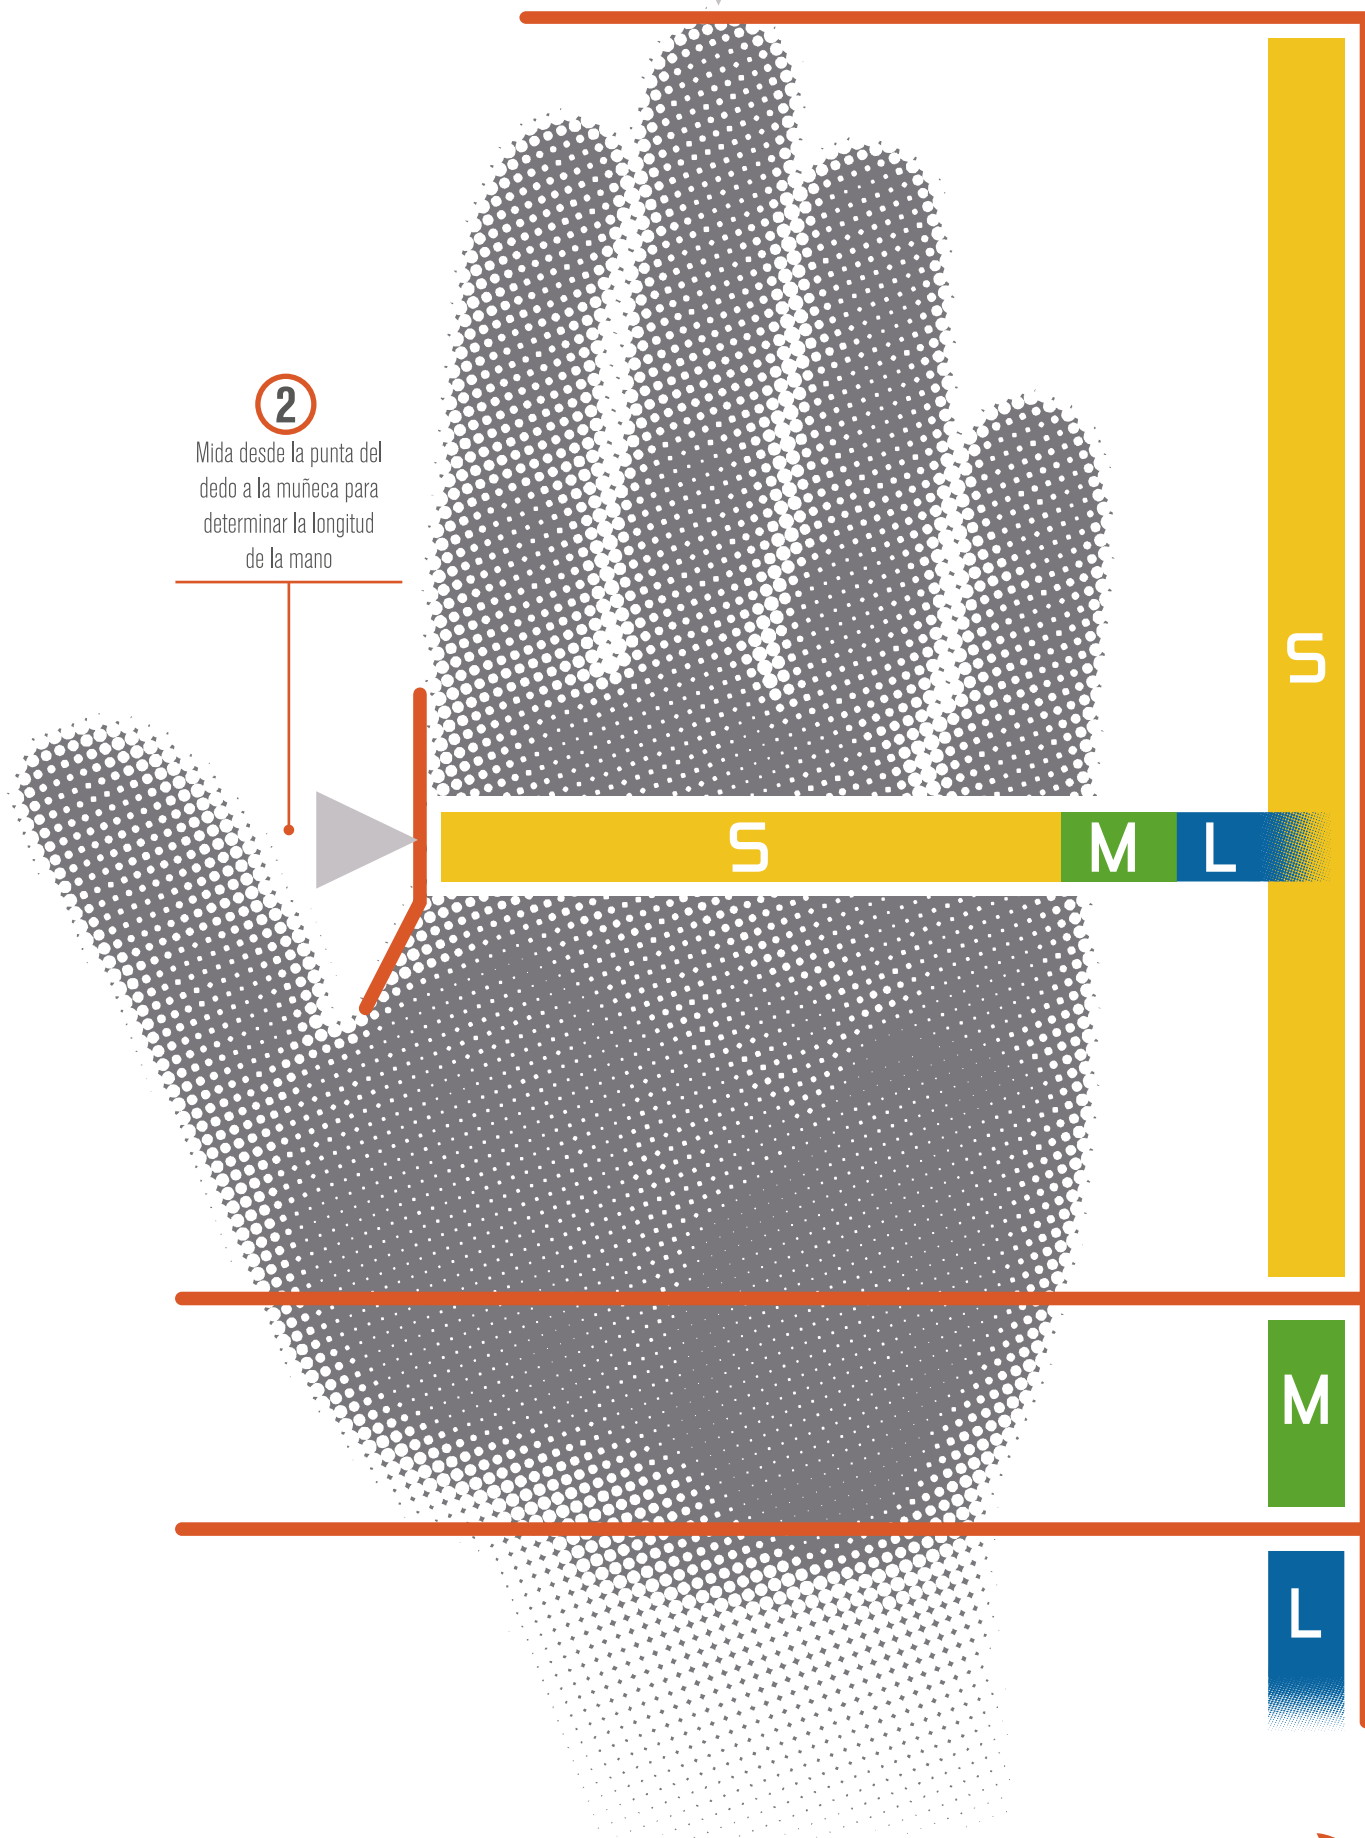 2
Mida desde la punta del
dedo a la muñeca para
determinar la longitud
de la mano
S
S M L
M
L